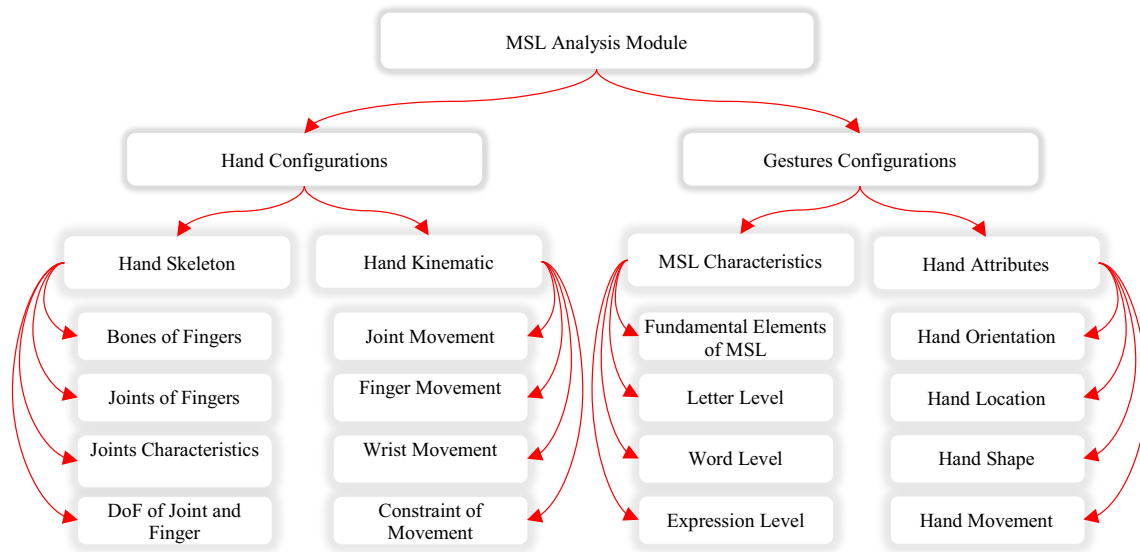 MSL Analysis Module
Hand Configurations
Gestures Configurations
Hand Skeleton
Hand Kinematic
MSL Characteristics
Hand Attributes
Bones of Fingers
Joint Movement
Fundamental Elements
of MSL
Hand Orientation
Joints of Fingers
Finger Movement
Letter Level
Hand Location
Joints Characteristics
Wrist Movement
Word Level
Hand Shape
DoF of Joint and
Finger
Constraint of
Movement
Expression Level
Hand Movement